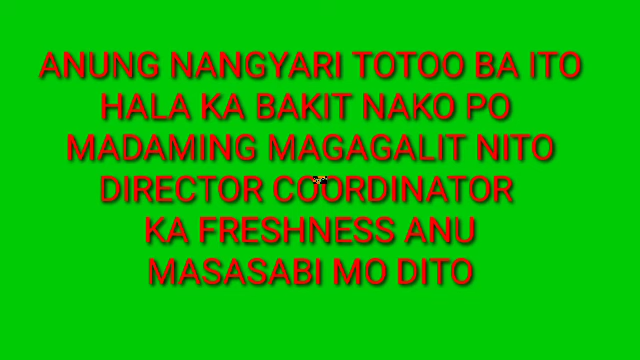 ANUNG NANGYARI TOTOO BA ITO
HALA KA BAKIT NAKO PO
MADAMING MAGAGALIT NITO
DIRECTOR COORDINATOR
KA FRESHNESS ANU
MASASABI MO DITO